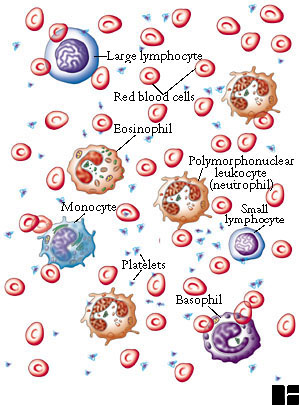 Large lymphocyte
Red blood cells
Eosinophil
Polymorphonuclear
leukocyte
(neutrophil)
Monocyte
Small
lymphocyte
Platelets
Basophil